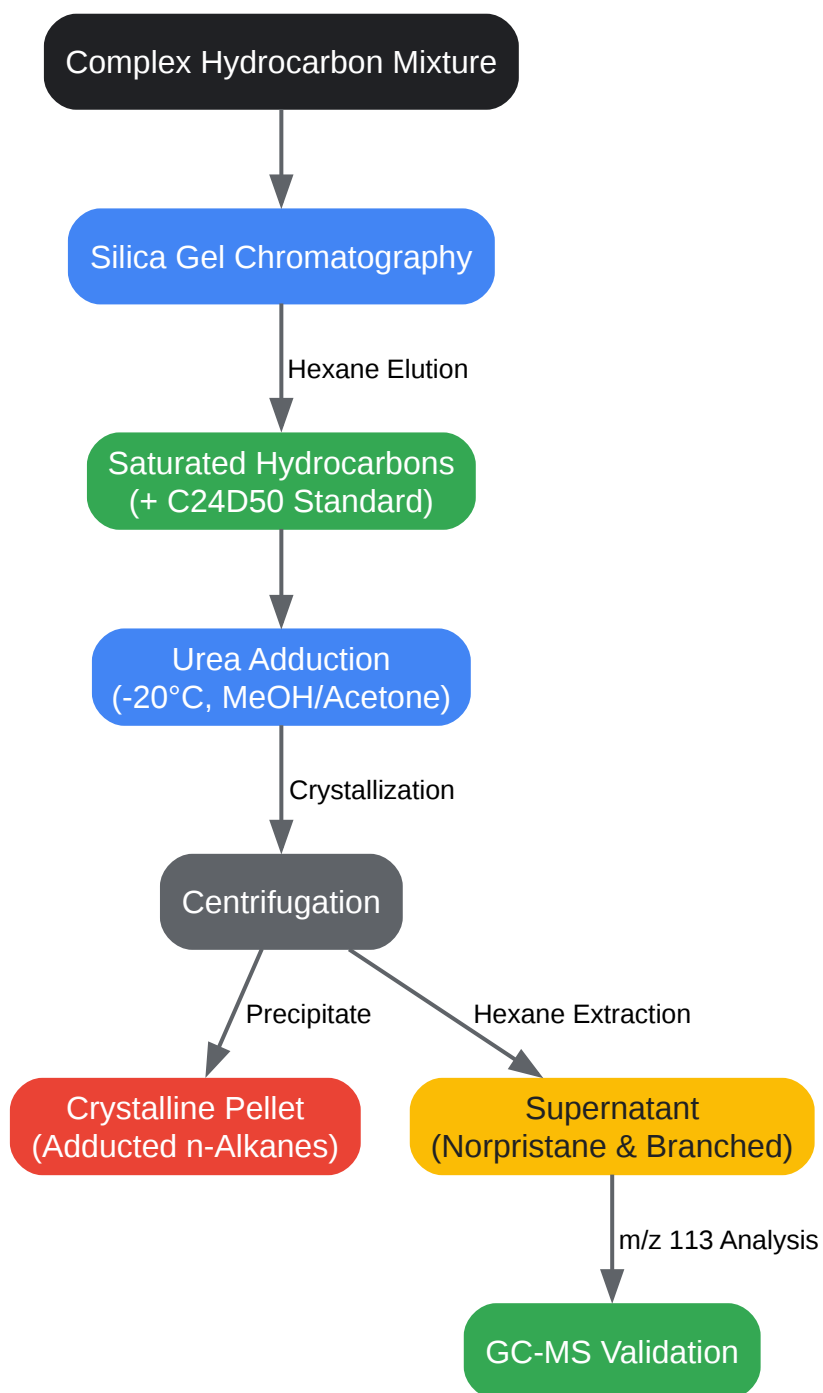 Complex Hydrocarbon Mixture
Silica Gel Chromatography
Hexane Elution
Saturated Hydrocarbons
(+ C24D50 Standard)
Urea Adduction
(-20°C, MeOH/Acetone)
Crystallization
Centrifugation
Precipitate
Hexane Extraction
Crystalline Pellet
(Adducted n-Alkanes)
Supernatant
(Norpristane & Branched)
m/z 113 Analysis
GC-MS Validation